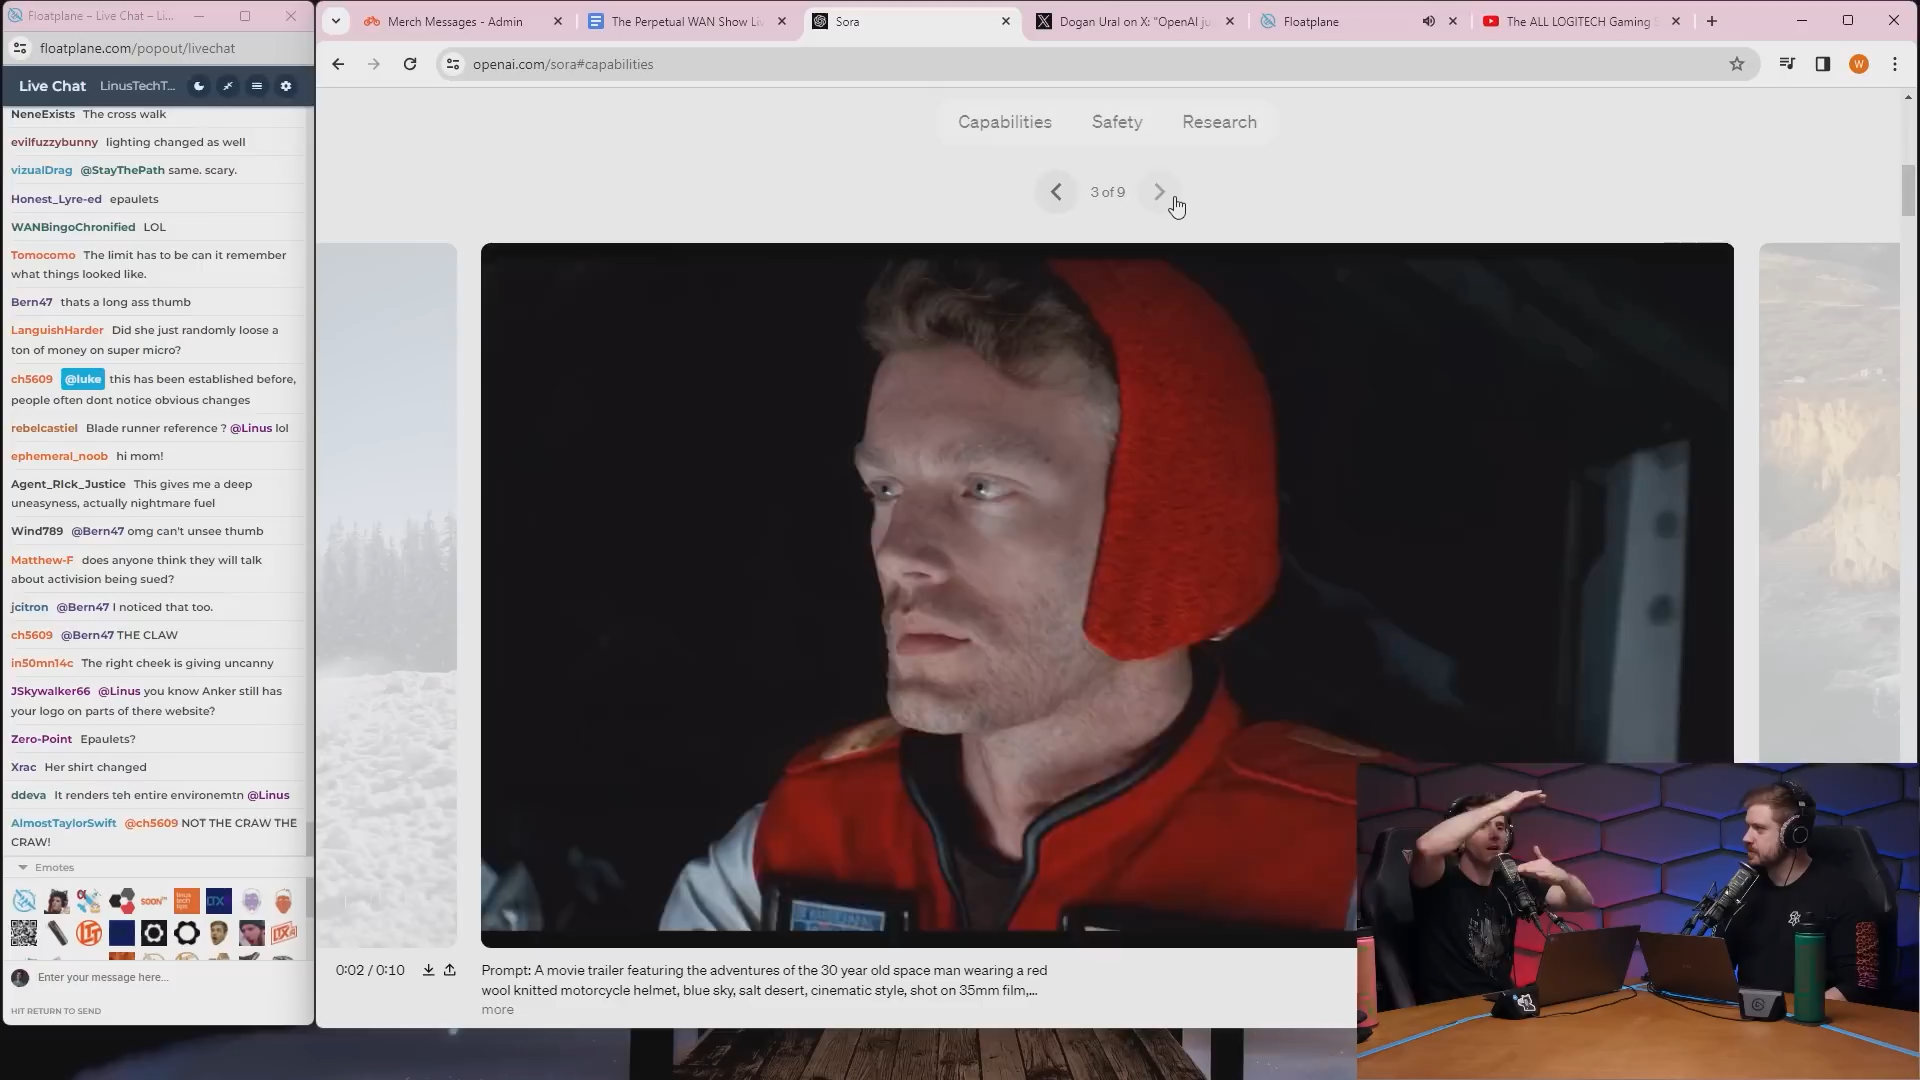 Floatplane – Live Chat – Li...
floatplane.com/popout/livechat
Live Chat LinusTechT...
NeneExists The cross walk
evilfuzzybunny lighting changed as well
vizualDrag @StayThePath same. scary.
Honest_Lyre-ed epaulets
WANBingoChronified LOL
Tomocomo The limit has to be can it remember
what things looked like.
Bern47 thats a long ass thumb
LanguishHarder Did she just randomly loose a
ton of money on super micro?
ch5609 @luke this has been established before,
people often dont notice obvious changes
rebelcastiel Blade runner reference ? @Linus lol
ephemeral_noob hi mom!
Agent_RIck_Justice This gives me a deep
uneasyness, actually nightmare fuel
Wind789 @Bern47 omg can't unsee thumb
Matthew-F does anyone think they will talk
about activision being sued?
jcitron @Bern47 I noticed that too.
ch5609 @Bern47 THE CLAW
in50mn14c The right cheek is giving uncanny
JSkywalker66 @Linus you know Anker still has
your logo on parts of there website?
Zero-Point Epaulets?
Xrac Her shirt changed
ddeva It renders teh entire environemtn @Linus
AlmostTaylorSwift @ch5609 NOT THE CRAW THE
CRAW!
Emotes
SOON
LTX
Enter your message here...
HIT RETURN TO SEND
Merch Messages - Admin
The Perpetual WAN Show Li
Sora
Dogan Ural on X: "OpenAI ju
Floatplane
The ALL LOGITECH Gaming S
openai.com/sora#capabilities
W
Capabilities Safety Research
3 of 9
0:02 / 0:10
Prompt: A movie trailer featuring the adventures of the 30 year old space man wearing a red
wool knitted motorcycle helmet, blue sky, salt desert, cinematic style, shot on 35mm film,...
more